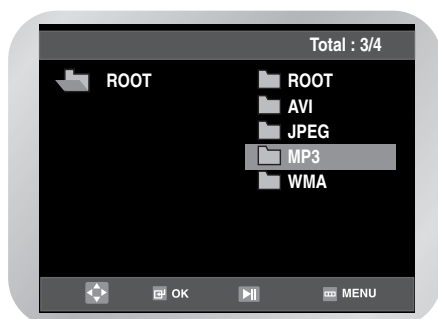 Total : 3/4
ROOT
ROOT
AVI
JPEG
MP3
WMA
OK MENU